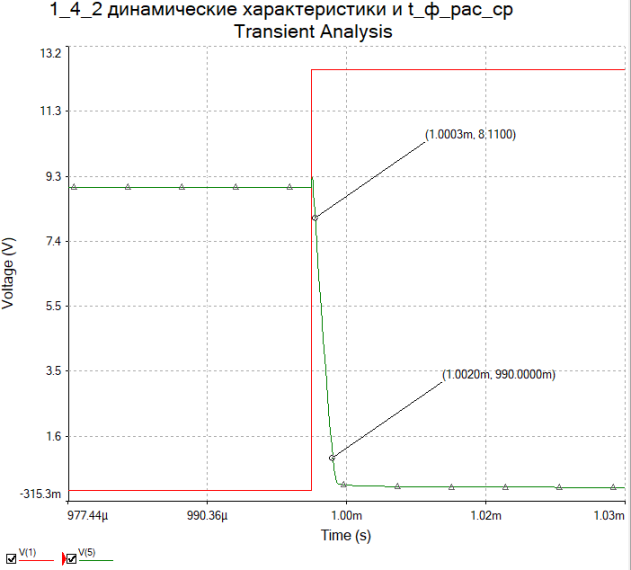 1_4_2 динамические характеристики и t_ф_рас_ср
Transient Analysis
13.2
11.3
(1.0003m, 8.1100)
9.3
7.4
Voltage (V)
5.5
3.5
(1.0020m, 990.0000m)
1.6
-315.3m
977.44µ 990.36µ 1.00m 1.02m 1.03m
Time (s)
V(1) V(5)